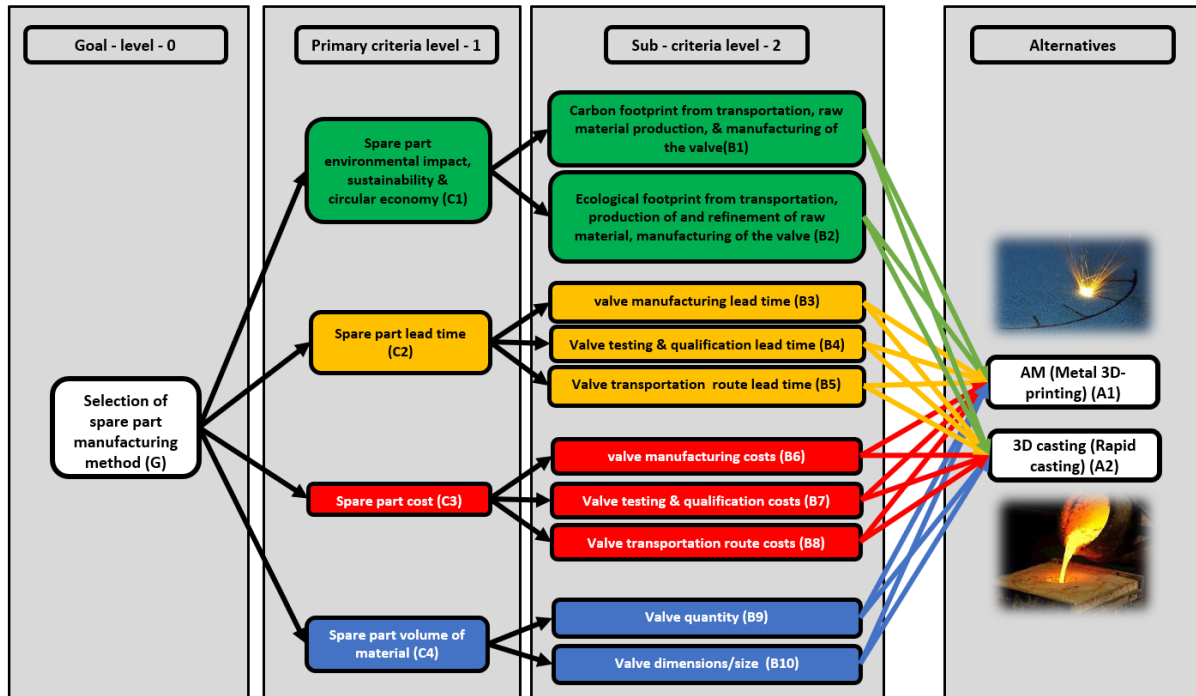 Goal - level - 0
Primary criteria level - 1
Sub - criteria level - 2
Alternatives
Selection of
spare part
manufacturing
method (G)
Spare part
environmental impact,
sustainability &
circular economy (C1)
Spare part lead time
(C2)
Spare part cost (C3)
Spare part volume of
material (C4)
Carbon footprint from transportation, raw
material production, & manufacturing of
the valve(B1)
Ecological footprint from transportation,
production of and refinement of raw
material, manufacturing of the valve (B2)
valve manufacturing lead time (B3)
Valve testing & qualification lead time (B4)
Valve transportation route lead time (B5)
valve manufacturing costs (B6)
Valve testing & qualification costs (B7)
Valve transportation route costs (B8)
Valve quantity (B9)
Valve dimensions/size (B10)
AM (Metal 3D-
printing) (A1)
3D casting (Rapid
casting) (A2)